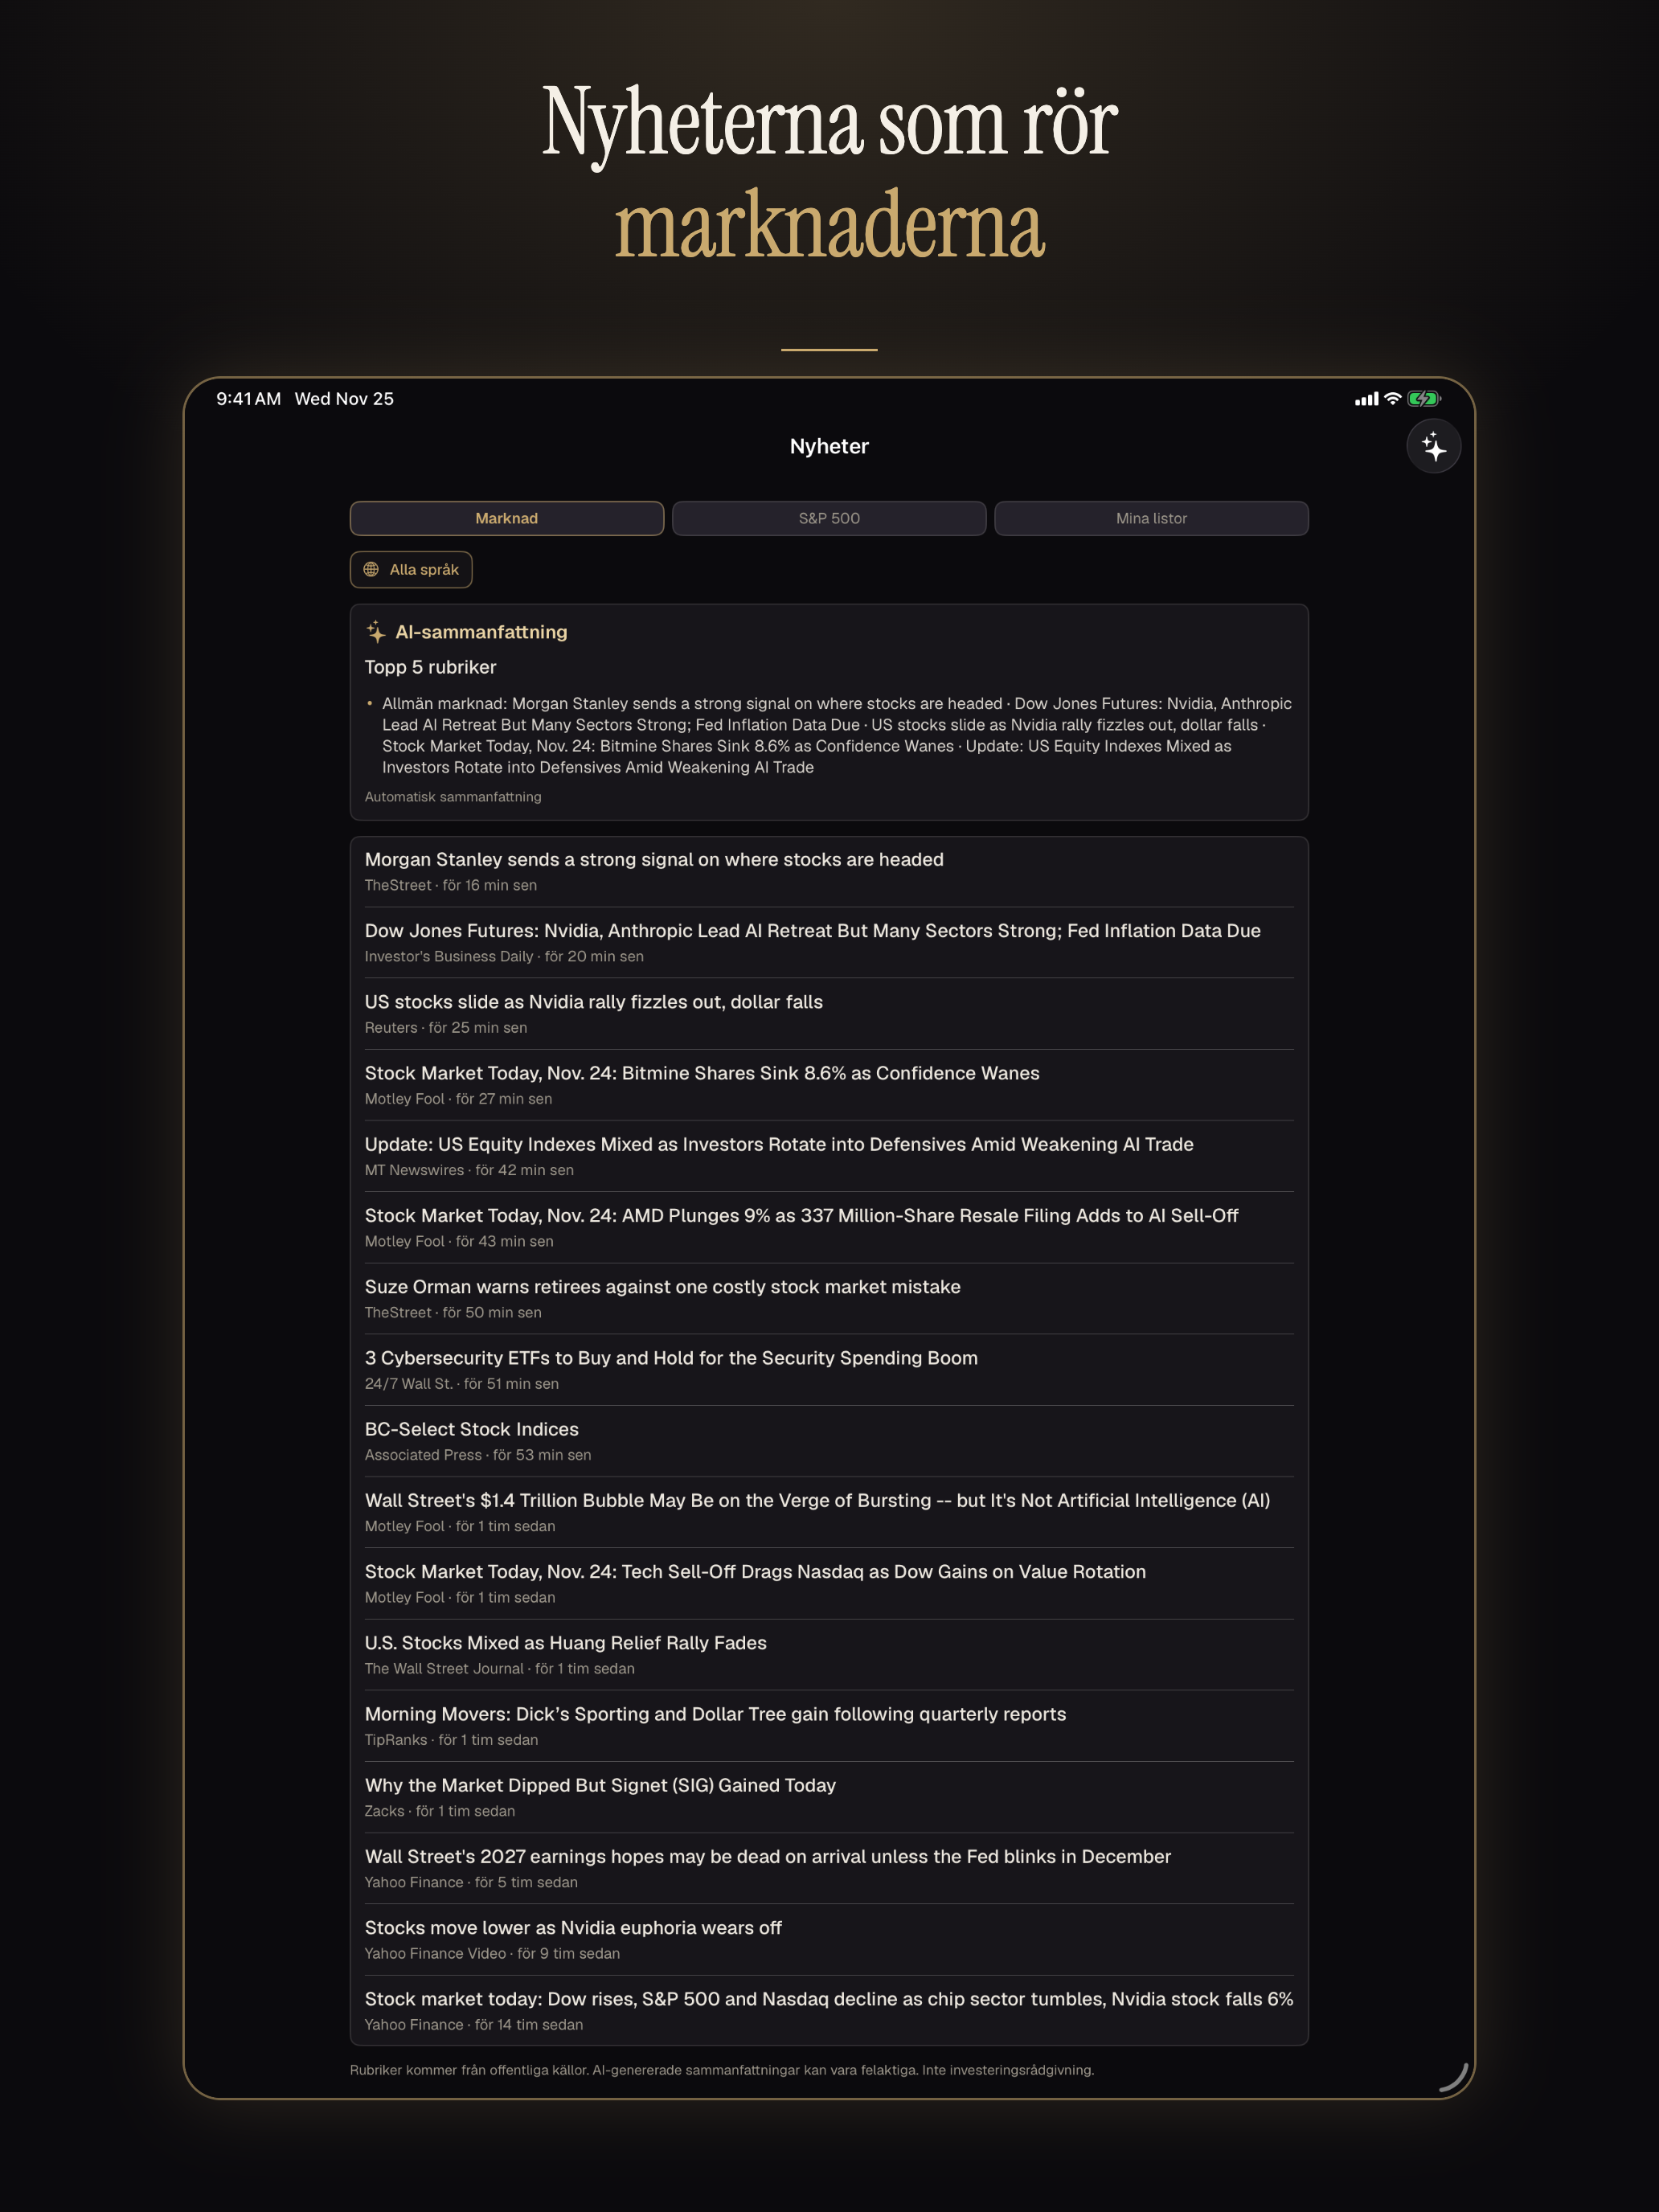 Nyheterna som rör
marknaderna
9:41 AM Wed Nov 25
Nyheter
Marknad
S&P 500
Mina listor
Alla språk
AI-sammanfattning
Topp 5 rubriker
• Allmän marknad: Morgan Stanley sends a strong signal on where stocks are headed · Dow Jones Futures: Nvidia, Anthropic
Lead AI Retreat But Many Sectors Strong; Fed Inflation Data Due · US stocks slide as Nvidia rally fizzles out, dollar falls ·
Stock Market Today, Nov. 24: Bitmine Shares Sink 8.6% as Confidence Wanes · Update: US Equity Indexes Mixed as
Investors Rotate into Defensives Amid Weakening AI Trade
Automatisk sammanfattning
Morgan Stanley sends a strong signal on where stocks are headed
TheStreet · för 16 min sen
Dow Jones Futures: Nvidia, Anthropic Lead AI Retreat But Many Sectors Strong; Fed Inflation Data Due
Investor's Business Daily · för 20 min sen
US stocks slide as Nvidia rally fizzles out, dollar falls
Reuters · för 25 min sen
Stock Market Today, Nov. 24: Bitmine Shares Sink 8.6% as Confidence Wanes
Motley Fool · för 27 min sen
Update: US Equity Indexes Mixed as Investors Rotate into Defensives Amid Weakening AI Trade
MT Newswires · för 42 min sen
Stock Market Today, Nov. 24: AMD Plunges 9% as 337 Million-Share Resale Filing Adds to AI Sell-Off
Motley Fool · för 43 min sen
Suze Orman warns retirees against one costly stock market mistake
TheStreet · för 50 min sen
3 Cybersecurity ETFs to Buy and Hold for the Security Spending Boom
24/7 Wall St. · för 51 min sen
BC-Select Stock Indices
Associated Press · för 53 min sen
Wall Street's $1.4 Trillion Bubble May Be on the Verge of Bursting -- but It's Not Artificial Intelligence (AI)
Motley Fool · för 1 tim sedan
Stock Market Today, Nov. 24: Tech Sell-Off Drags Nasdaq as Dow Gains on Value Rotation
Motley Fool · för 1 tim sedan
U.S. Stocks Mixed as Huang Relief Rally Fades
The Wall Street Journal · för 1 tim sedan
Morning Movers: Dick’s Sporting and Dollar Tree gain following quarterly reports
TipRanks · för 1 tim sedan
Why the Market Dipped But Signet (SIG) Gained Today
Zacks · för 1 tim sedan
Wall Street's 2027 earnings hopes may be dead on arrival unless the Fed blinks in December
Yahoo Finance · för 5 tim sedan
Stocks move lower as Nvidia euphoria wears off
Yahoo Finance Video · för 9 tim sedan
Stock market today: Dow rises, S&P 500 and Nasdaq decline as chip sector tumbles, Nvidia stock falls 6%
Yahoo Finance · för 14 tim sedan
Rubriker kommer från offentliga källor. AI-genererade sammanfattningar kan vara felaktiga. Inte investeringsrådgivning.